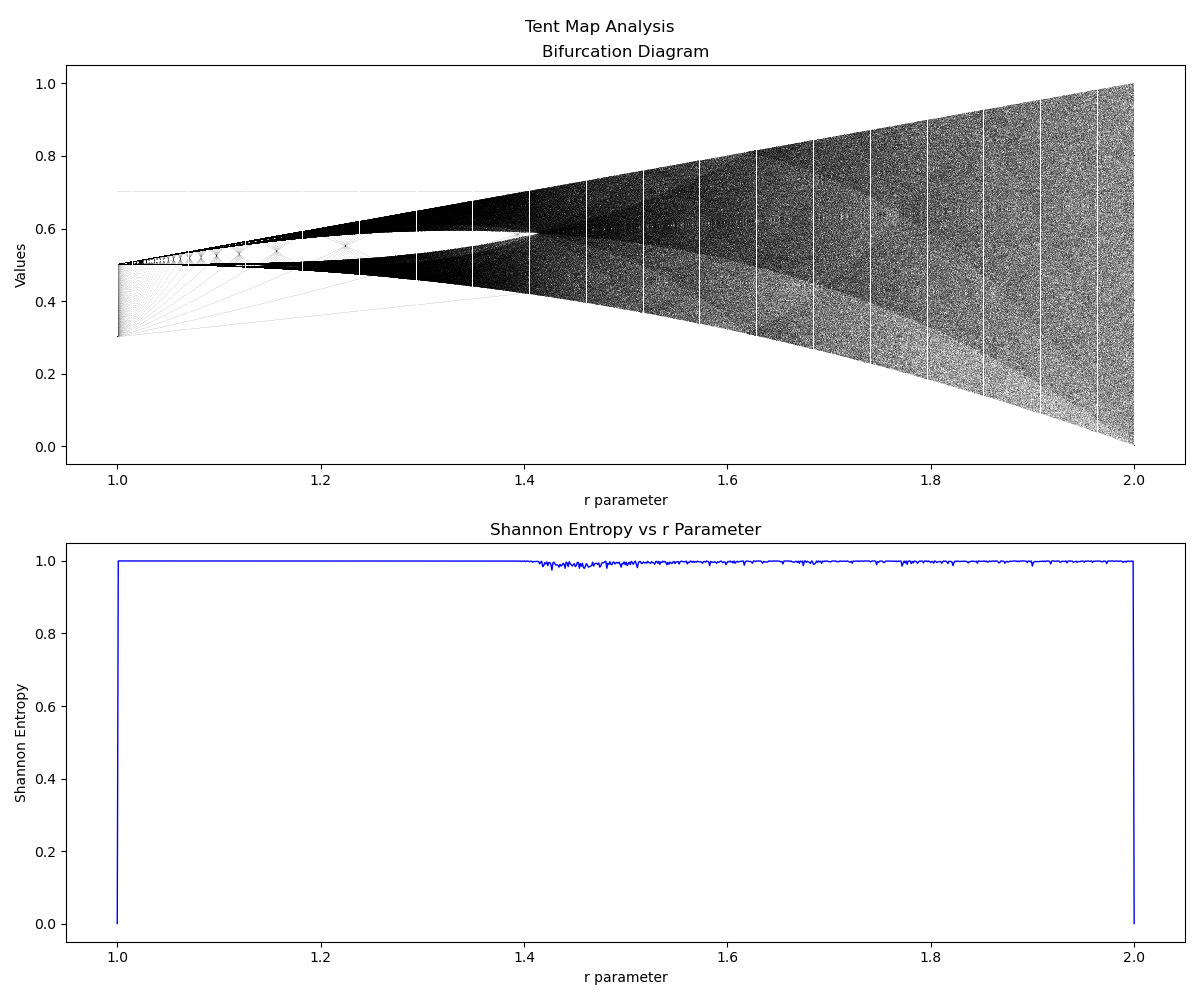 Tent Map Analysis
Bifurcation Diagram
1.0
0.8
0.6
0.4
0.2
0.0
Values
1.0 1.2 1.4 1.6 1.8 2.0
r parameter
Shannon Entropy vs r Parameter
1.0
0.8
0.6
0.4
0.2
0.0
Shannon Entropy
1.0 1.2 1.4 1.6 1.8 2.0
r parameter